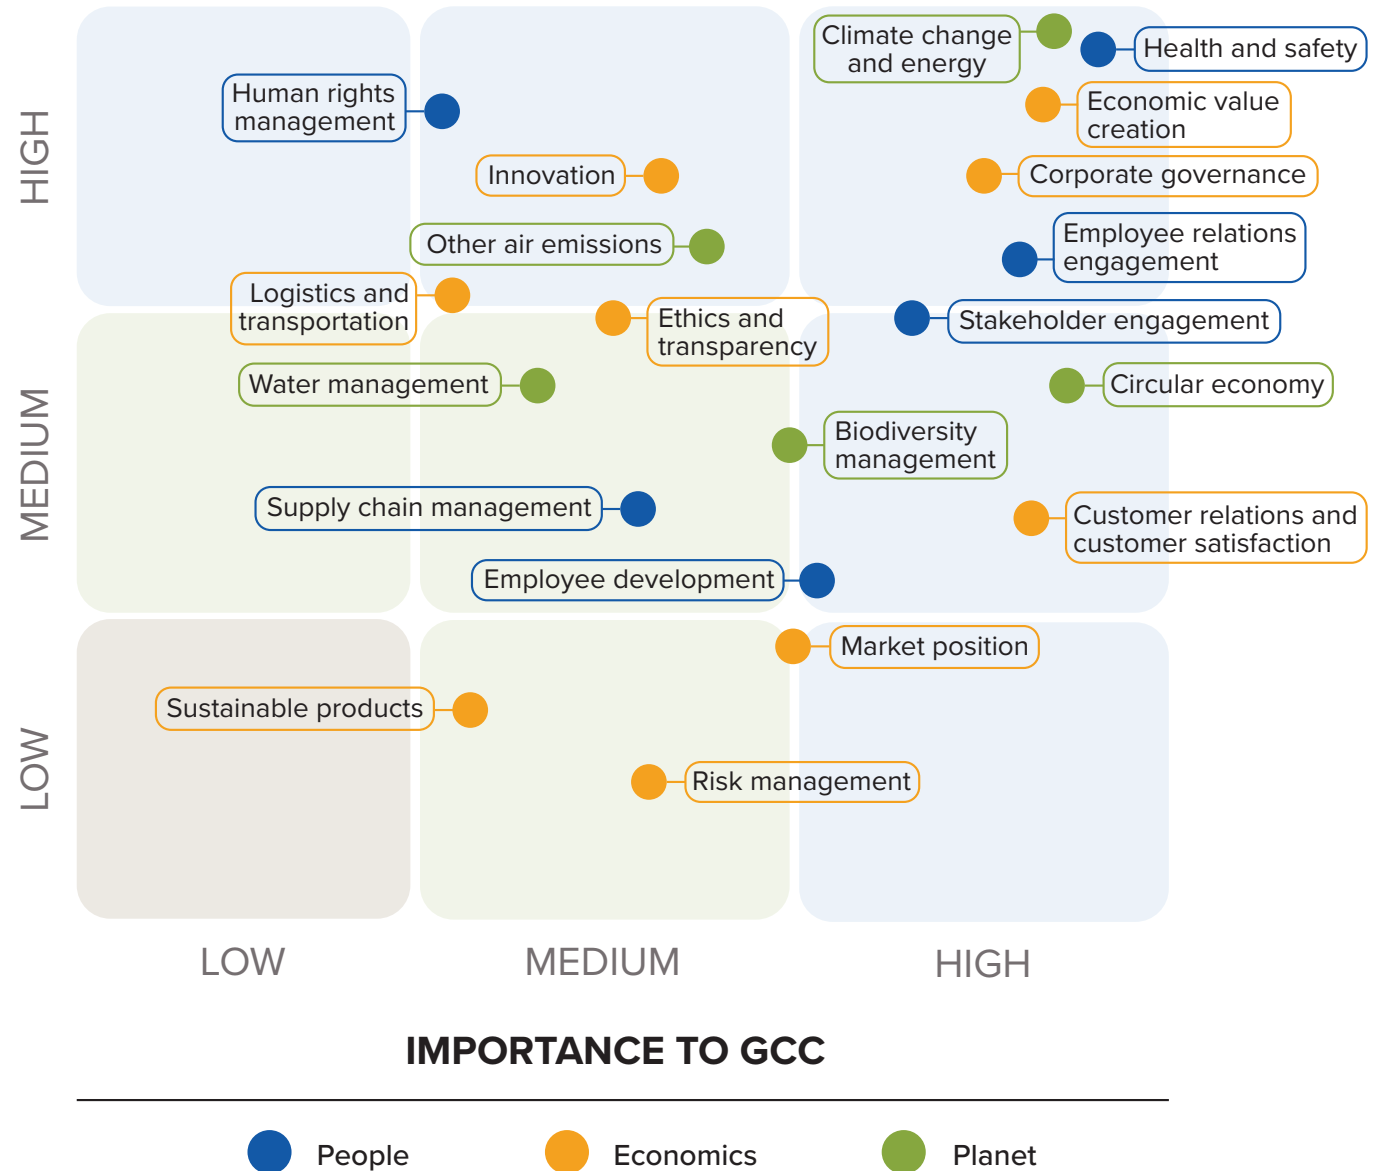 Climate change
and energy
Health and safety
Human rights
management
Economic value
creation
Innovation
Corporate governance
Other air emissions
Employee relations
engagement
Logistics and
transportation
Ethics and
transparency
Stakeholder engagement
Water management
Circular economy
Biodiversity
management
Supply chain management
Customer relations and
customer satisfaction
Employee development
Market position
Sustainable products
Risk management
HIGH
MEDIUM
LOW
LOW
MEDIUM
HIGH
IMPORTANCE TO GCC
People
Economics
Planet